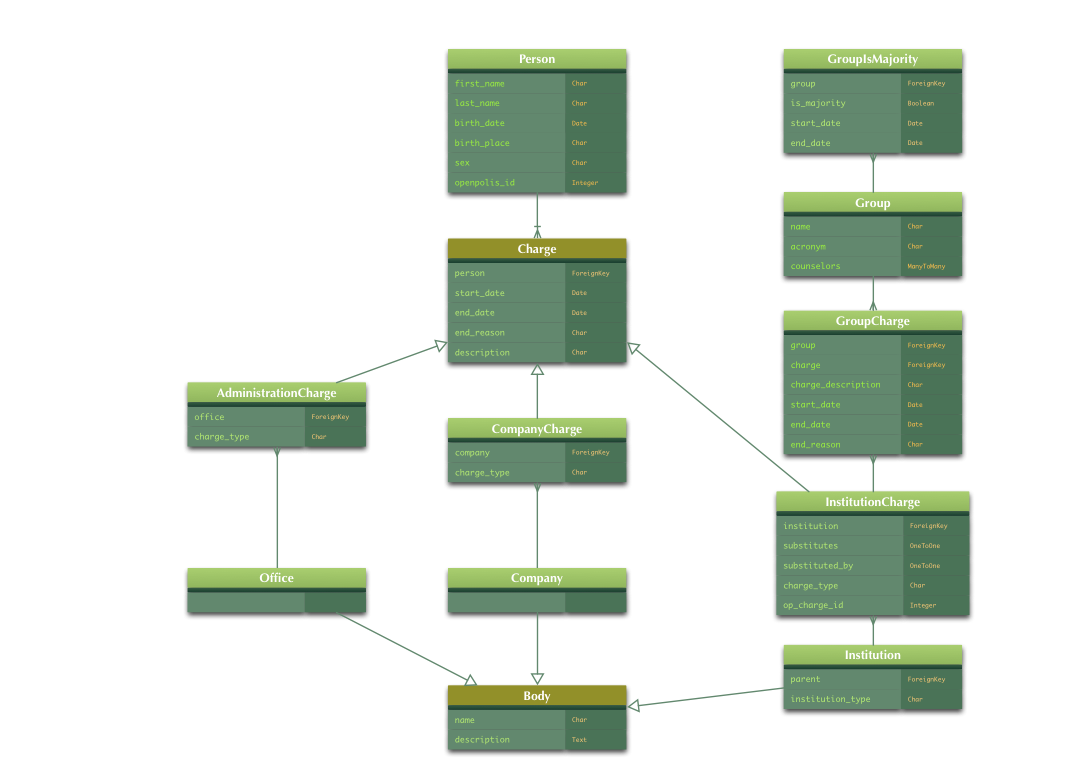 Person
first_name Char
last_name Char
birth_date Date
birth_place Char
sex Char
openpolis_id Integer
GroupIsMajority
group ForeignKey
is_majority Boolean
start_date Date
end_date Date
Group
name Char
acronym Char
counselors ManyToMany
Charge
person ForeignKey
start_date Date
end_date Date
end_reason Char
description Char
GroupCharge
group ForeignKey
charge ForeignKey
charge_description Char
start_date Date
end_date Date
end_reason Char
AdministrationCharge
office ForeignKey
charge_type Char
CompanyCharge
company ForeignKey
charge_type Char
InstitutionCharge
institution ForeignKey
substitutes OneToOne
substituted_by OneToOne
charge_type Char
op_charge_id Integer
Office
Company
Institution
parent ForeignKey
institution_type Char
Body
name Char
description Text